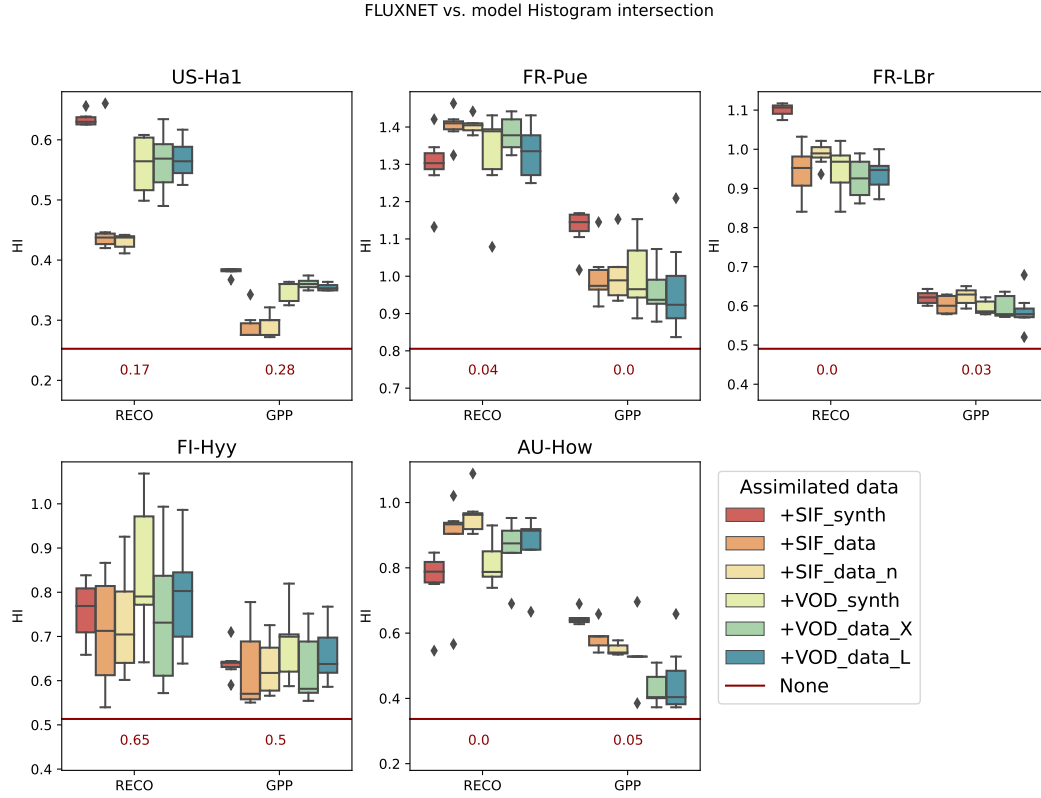 FLUXNET vs. model Histogram intersection
US-Ha1
FR-Pue
FR-LBr
HI
0.6
0.5
0.4
0.3
0.2
0.17
0.28
RECO
GPP
HI
1.4
1.3
1.2
1.1
1.0
0.9
0.8
0.7
0.04
0.0
RECO
GPP
HI
1.1
1.0
0.9
0.8
0.7
0.6
0.5
0.4
0.0
0.03
RECO
GPP
FI-Hyy
AU-How
HI
1.0
0.9
0.8
0.7
0.6
0.5
0.4
0.65
0.5
RECO
GPP
HI
1.0
0.8
0.6
0.4
0.2
0.0
0.05
RECO
GPP
Assimilated data
+SIF_synth
+SIF_data
+SIF_data_n
+VOD_synth
+VOD_data_X
+VOD_data_L
None